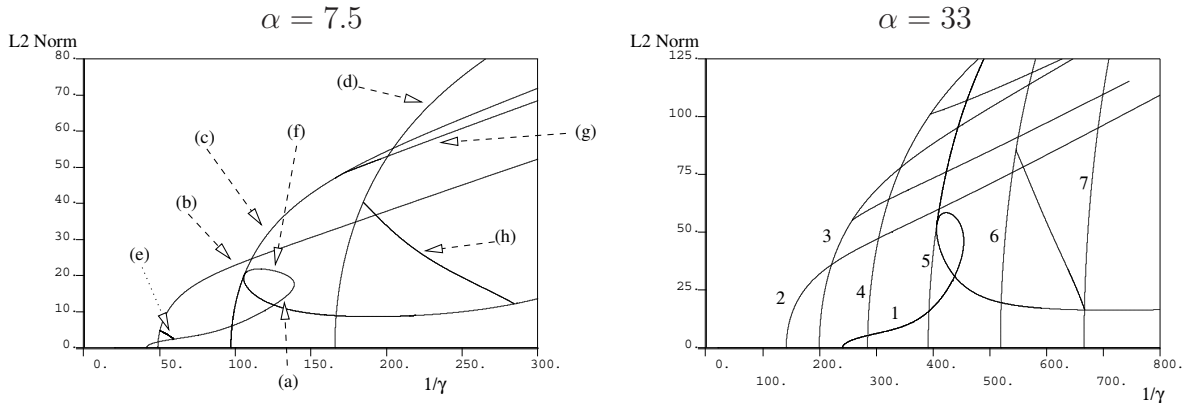 α = 7.5
L2 Norm
80.
70.
60.
50.
40.
30.
20.
10.
0.
(d)
(c)
(f)
(g)
(b)
(e)
(h)
(a)
0.
50.
100.
150.
200.
250.
300.
1/γ
α = 33
L2 Norm
125.
100.
75.
50.
25.
0.
7
3
6
5
4
2
1
0.
200.
400.
600.
800.
100.
300.
500.
700.
1/γ